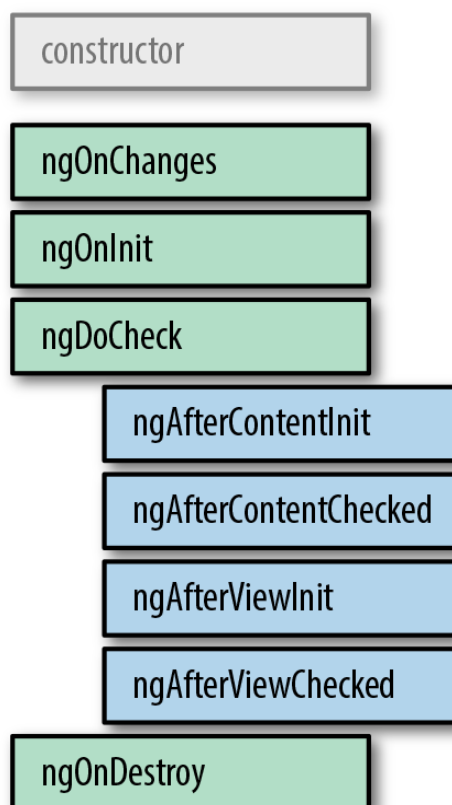 constructor
ngOnChanges
ngOnInit
ngDoCheck
ngAfterContentInit
ngAfterContentChecked
ngAfterViewInit
ngAfterViewChecked
ngOnDestroy